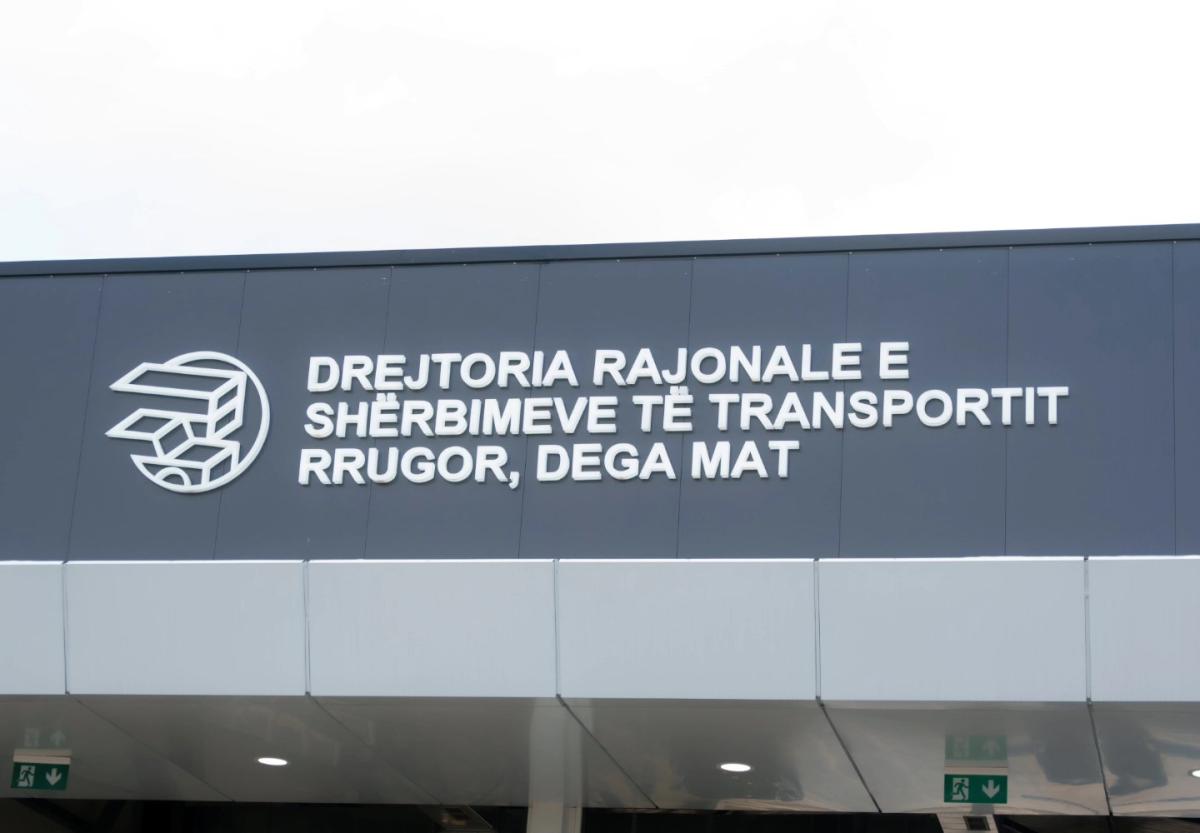 DREJTORIA RAJONALE E
SHËRBIMEVE TË TRANSPORTIT
RRUGOR, DEGA MAT